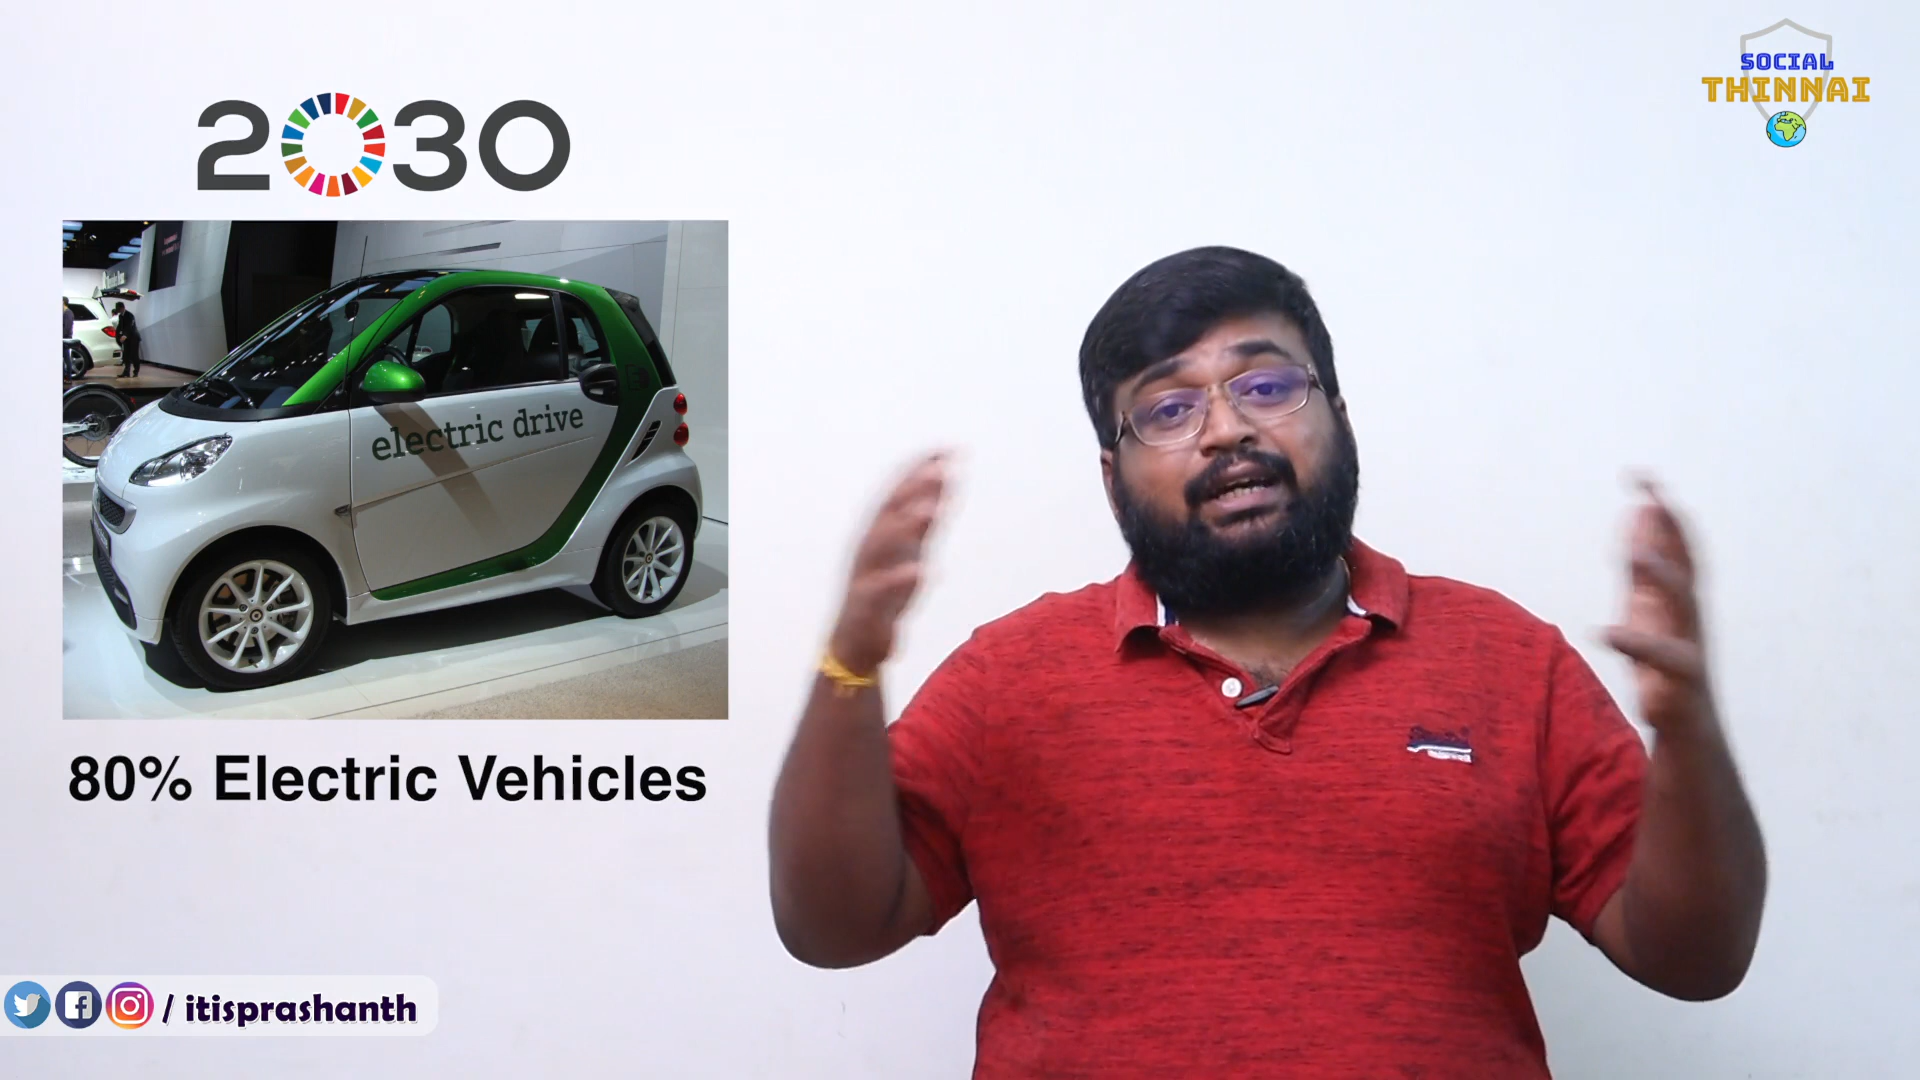 2030
SOCIAL
THINNAI
electric drive
80% Electric Vehicles
/ itisprashanth